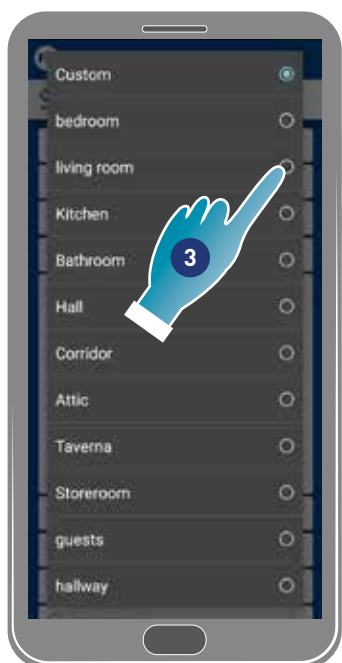 Custom
bedroom
living room
Kitchen
Bathroom
3
Hall
Corridor
Attic
Taverna
Storeroom
guests
hallway